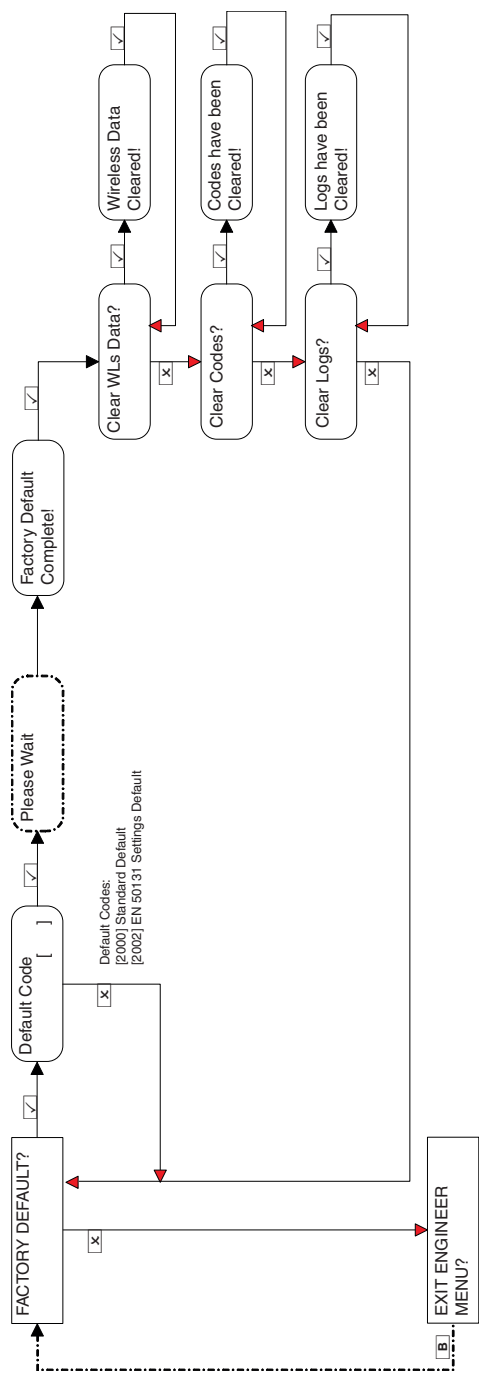 FACTORY DEFAULT?
Default Code
[ ]
Please Wait
Factory Default
Complete!
Default Codes:
[2000] Standard Default
[2002] EN 50131 Settings Default
Clear WLs Data?
Wireless Data
Cleared!
Clear Codes?
Codes have been
Cleared!
Clear Logs?
Logs have been
Cleared!
EXIT ENGINEER
MENU?
B